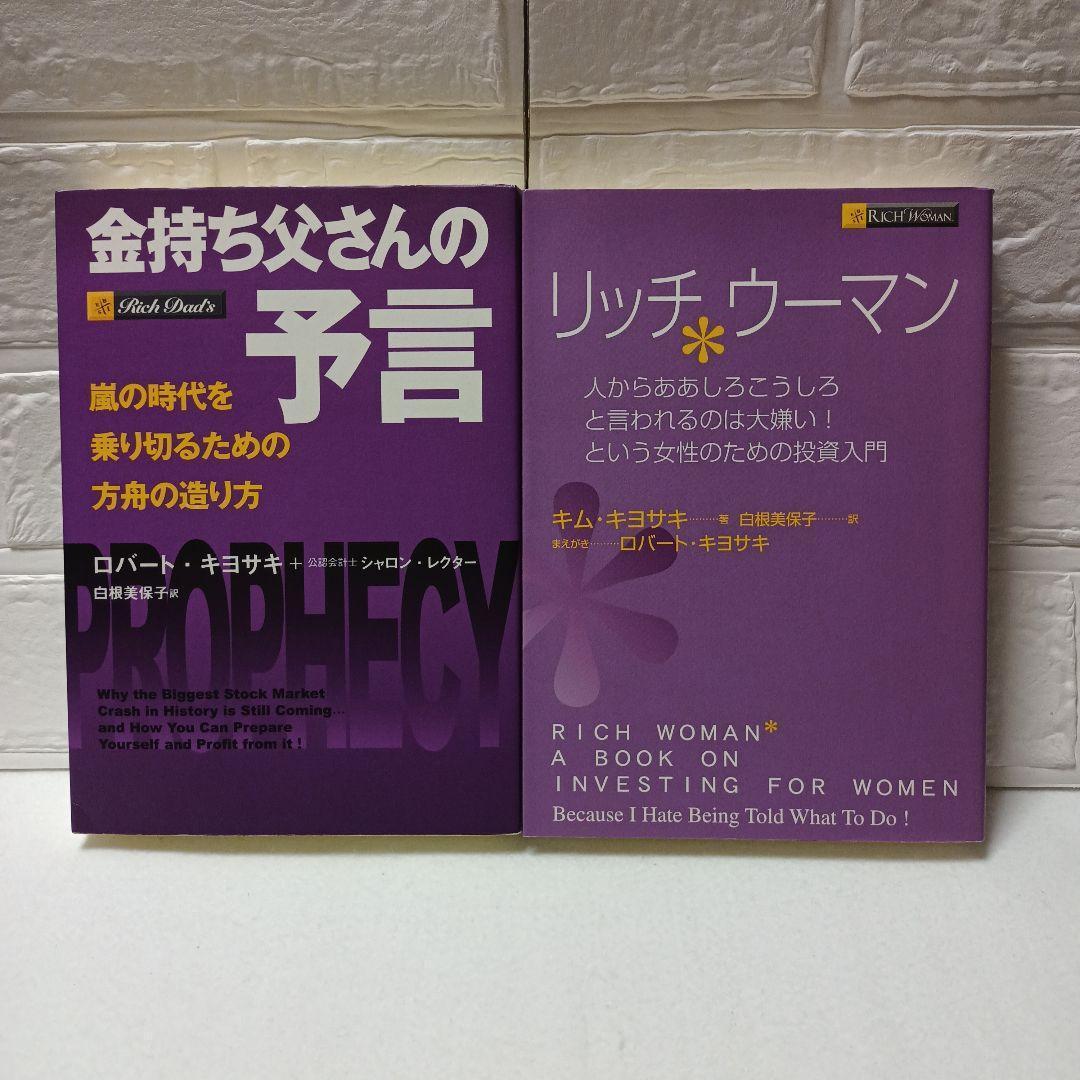 金持ち父さんの
Rich Dad's
予言
嵐の時代を
乗り切るための
方舟の造り方
ロバート・キヨサキ+公認会計士 シャロン・レクター
白根美保子 訳
PROPHECY
Why the Biggest Stock Market
Crash in History is Still Coming...
and How You Can Prepare
Yourself and Profit from it !
RICH WOMAN
リッチ*ウーマン
人からああしろこうしろ
と言われるのは大嫌い!
という女性のための投資入門
キム・キヨサキ………著 白根美保子………訳
まえがき………ロバート・キヨサキ
RICH WOMAN*
A BOOK ON
INVESTING FOR WOMEN
Because I Hate Being Told What To Do !